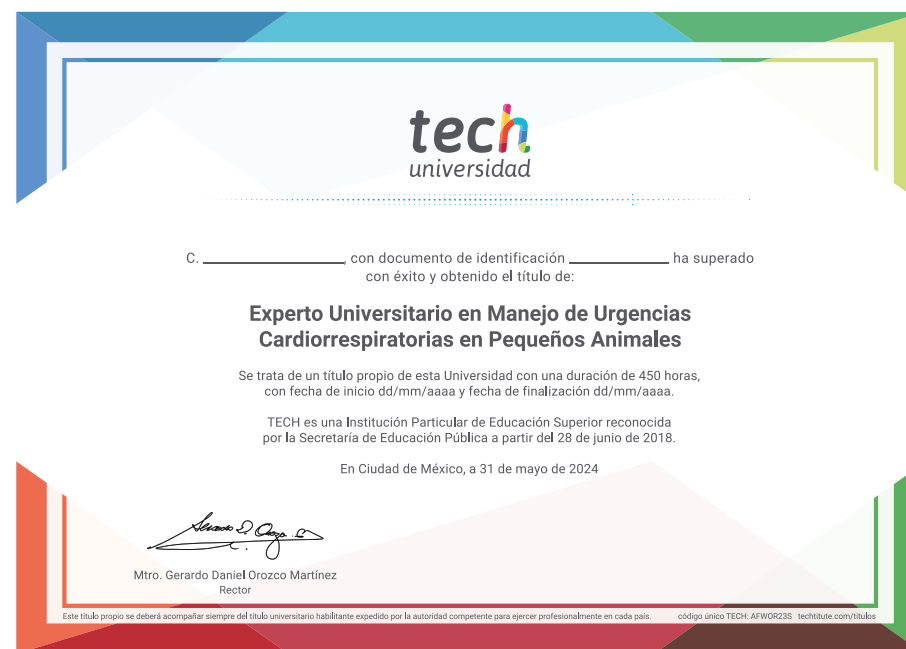 tech
universidad
C. ____________, con documento de identificación ____________ ha superado
con éxito y obtenido el título de:
Experto Universitario en Manejo de Urgencias
Cardiorrespiratorias en Pequeños Animales
Se trata de un título propio de esta Universidad con una duración de 450 horas,
con fecha de inicio dd/mm/aaaa y fecha de finalización dd/mm/aaaa.
TECH es una Institución Particular de Educación Superior reconocida
por la Secretaría de Educación Pública a partir del 28 de junio de 2018.
En Ciudad de México, a 31 de mayo de 2024
Mtro. Gerardo Daniel Orozco Martínez
Rector
Este título propio se deberá acompañar siempre del título universitario habilitante expedido por la autoridad competente para ejercer profesionalmente en cada país. código único TECH: AFWOR23S techtitute.com/titulos